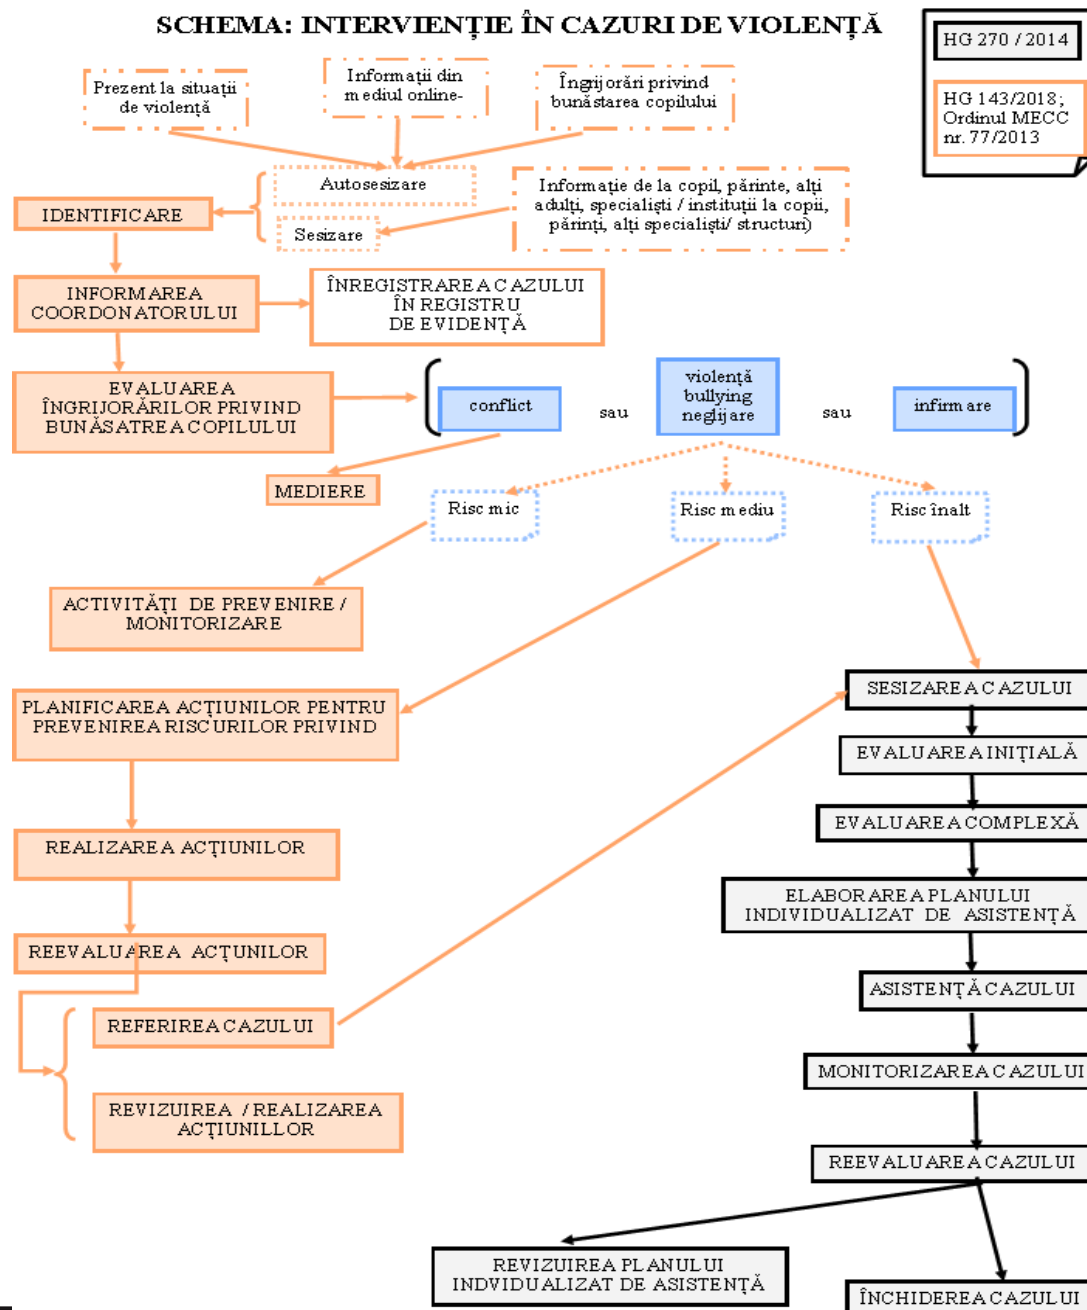 SCHEMA: INTERVIENȚIE ÎN CAZURI DE VIOLENȚĂ
HG 270 / 2014
HG 143/2018;
Ordinul MECC
nr. 77/2013
Prezent la situații
de violență
Informații din
mediul online-
Îngrijorări privind
bunăstarea copilului
Autosesizare
Sesizare
Informație de la copil, părinte, alți
adulți, specialiști / instituții la copii,
părinți, alți specialiști/ structuri)
IDENTIFICARE
INFORMAREA
COORDONATORULUI
ÎNREGISTRAREA CAZULUI
ÎN REGISTRU
DE EVIDENȚĂ
EVALUAREA
ÎNGRIJORĂRILOR PRIVIND
BUNĂSATREA COPILULUI
conflict
sau
violență
bullying
neglijare
sau
infirmare
MEDIERE
Risc mic
Risc mediu
Risc înalt
ACTIVITĂȚI DE PREVENIRE /
MONITORIZARE
PLANIFICAREA ACȚIUNILOR PENTRU
PREVENIREA RISCURILOR PRIVIND
SESIZAREA CAZULUI
EVALUAREA INIȚIALĂ
EVALUAREA COMPLEXĂ
REALIZAREA ACȚIUNILOR
ELABORAREA PLANULUI
INDIVIDUALIZAT DE ASISTENȚĂ
REEVALUAREA ACȚUNILOR
ASISTENȚĂ CAZULUI
REFERIREA CAZULUI
MONITORIZAREA CAZULUI
REVIZUIREA / REALIZAREA
ACȚIUNILLOR
REEVALUAREA CAZULUI
REVIZUIREA PLANULUI
INDVIDUALIZAT DE ASISTENȚĂ
ÎNCHIDEREA CAZULUI